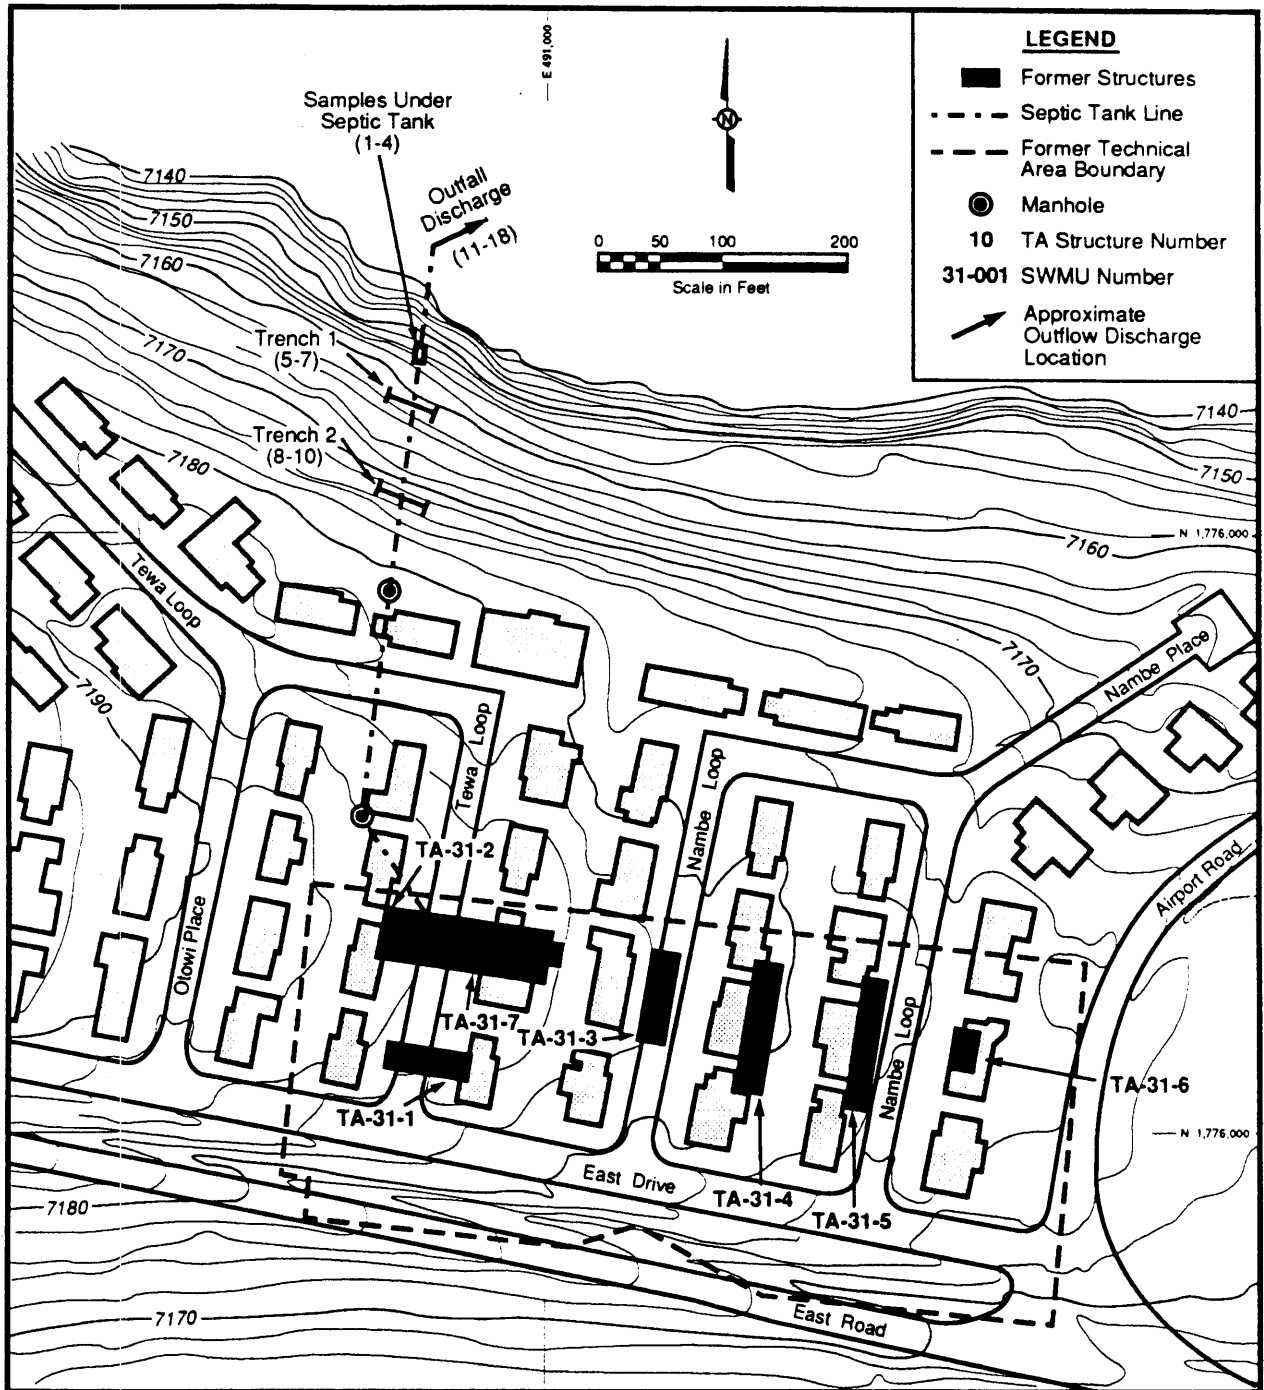 E 491,000
LEGEND
Former Structures
Septic Tank Line
Former Technical
Area Boundary
Manhole
10 TA Structure Number
31-001 SWMU Number
Approximate
Outflow Discharge
Location
Samples Under
Septic Tank
(1-4)
N
Outfall
Discharge
(11-18)
0 50 100 200
Scale in Feet
7140
7150
7160
Trench 1
(5-7)
7170
Trench 2
(8-10)
7180
7140
7150
N 1,776,000
7160
Tewa Loop
7170
Nambe Place
7190
Tewa Loop
Nambe Loop
Airport Road
TA-31-2
Otowi Place
TA-31-7
TA-31-3
Nambe Loop
TA-31-6
TA-31-1
N 1,776,000
East Drive
TA-31-4
TA-31-5
7180
7170
East Road